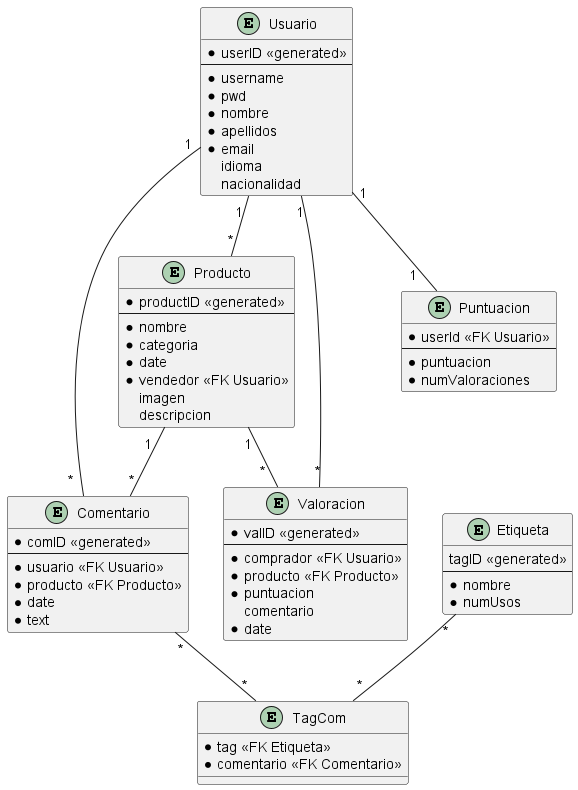 E Usuario
userID «generated»
username
pwd
nombre
apellidos
email
idioma
nacionalidad
1
1
1
1
*
1
E Producto
productID «generated»
nombre
categoria
date
vendedor «FK Usuario»
imagen
descripcion
E Puntuacion
userId «FK Usuario»
puntuacion
numValoraciones
1
1
*
*
*
*
E Comentario
comID «generated»
usuario «FK Usuario»
producto «FK Producto»
date
text
E Valoracion
valID «generated»
comprador «FK Usuario»
producto «FK Producto»
puntuacion
comentario
date
E Etiqueta
tagID «generated»
nombre
numUsos
*
*
*
*
E TagCom
tag «FK Etiqueta»
comentario «FK Comentario»